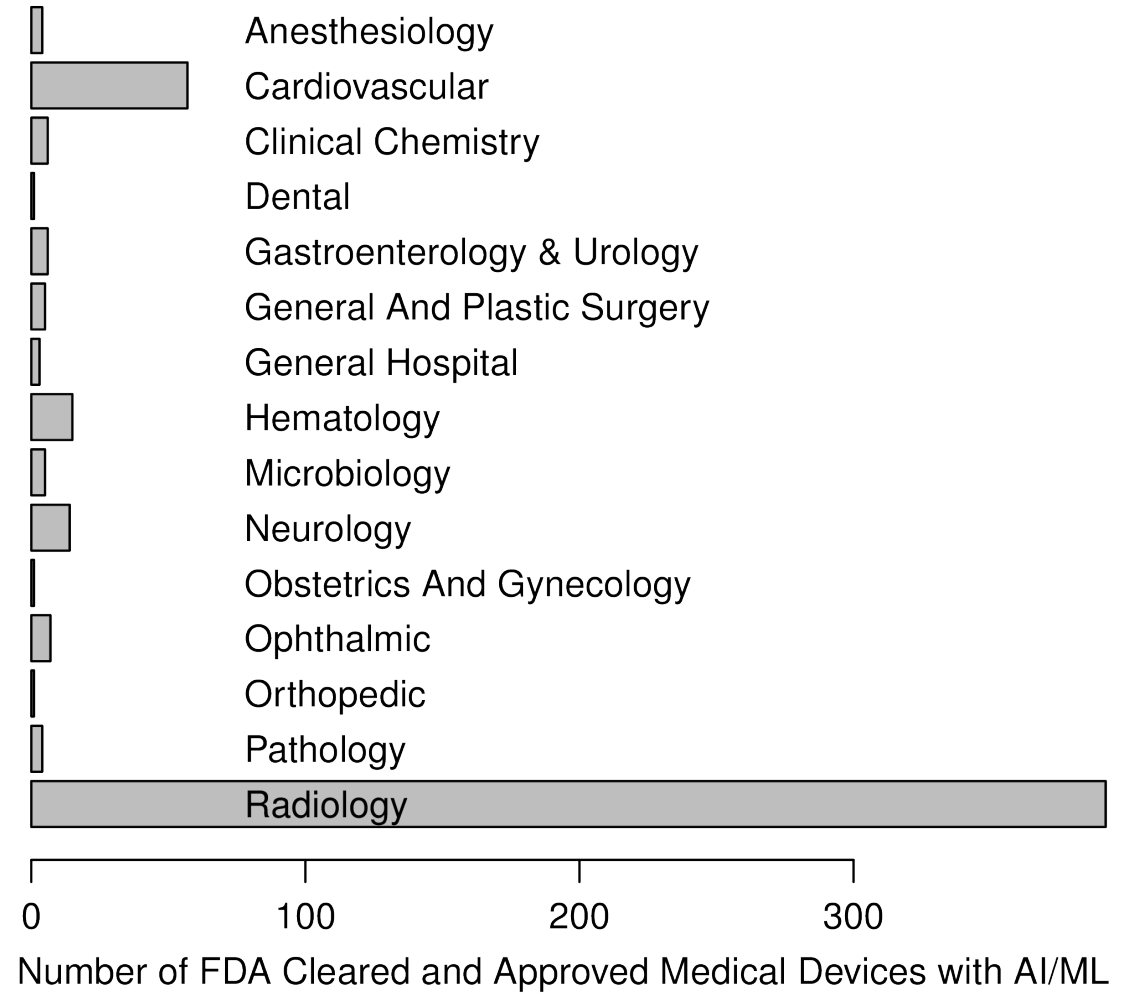 Anesthesiology
Cardiovascular
Clinical Chemistry
Dental
Gastroenterology & Urology
General And Plastic Surgery
General Hospital
Hematology
Microbiology
Neurology
Obstetrics And Gynecology
Ophthalmic
Orthopedic
Pathology
Radiology
0 100 200 300
Number of FDA Cleared and Approved Medical Devices with AI/ML